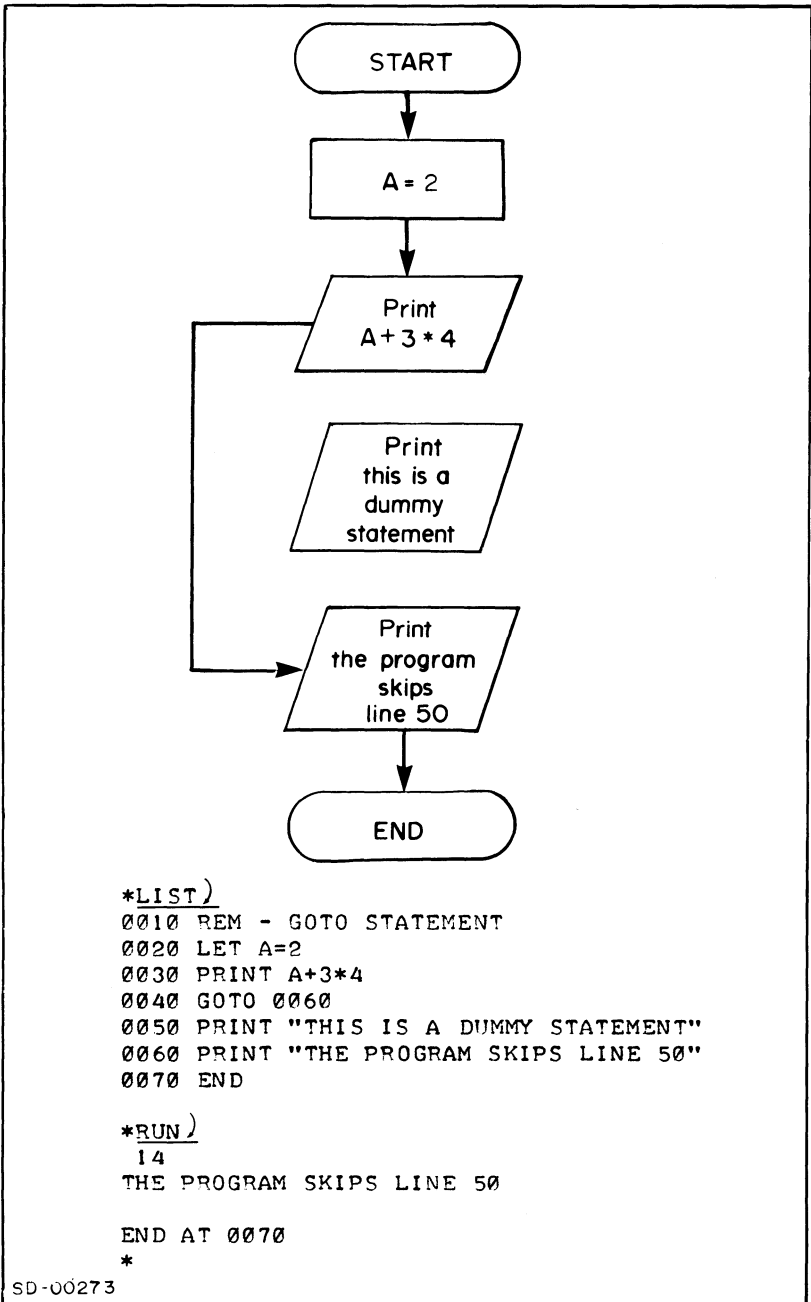 START
A = 2
Print
A + 3 * 4
Print
this is a
dummy
statement
Print
the program
skips
line 50
END
*LIST)
0010 REM - GOTO STATEMENT
0020 LET A=2
0030 PRINT A+3*4
0040 GOTO 0060
0050 PRINT "THIS IS A DUMMY STATEMENT"
0060 PRINT "THE PROGRAM SKIPS LINE 50"
0070 END
*RUN)
14
THE PROGRAM SKIPS LINE 50
END AT 0070
*
SD-00273